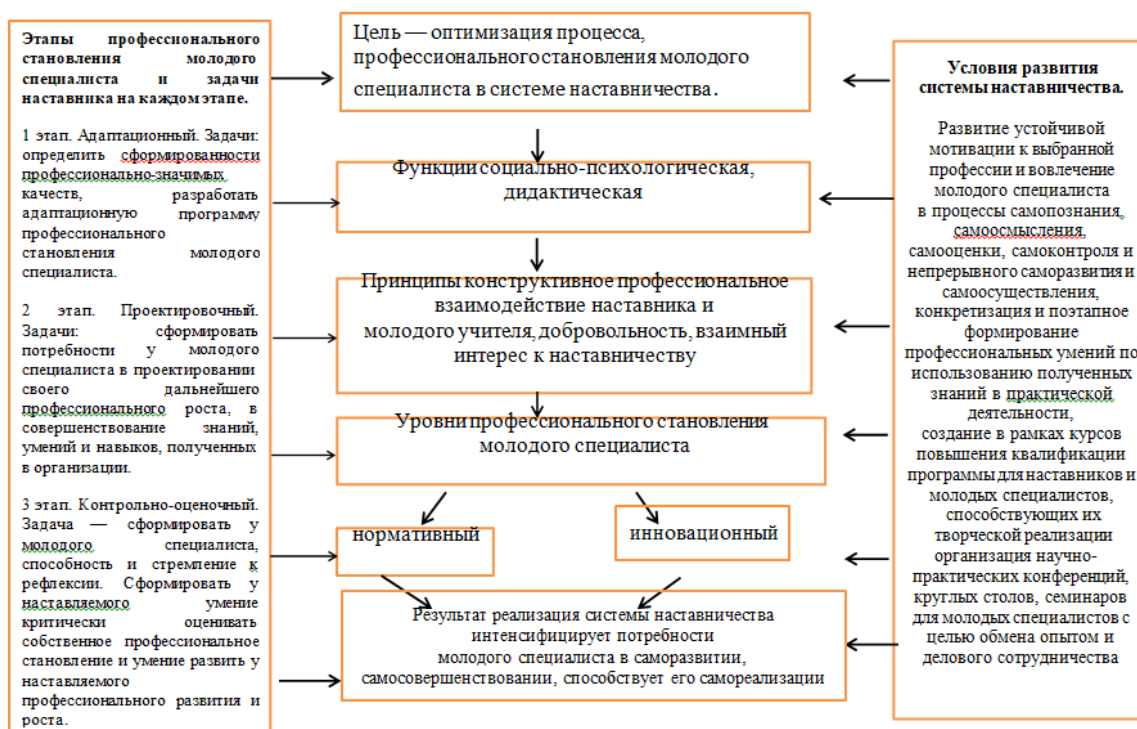 Этапы профессионального
становления молодого
специалиста и задачи
наставника на каждом этапе.
1 этап. Адаптационный. Задачи:
определить сформированности
профессионально-значимых
качеств, разработать
адаптационную программу
профессионального
становления молодого
специалиста.
2 этап. Проектировочный.
Задачи: сформировать
потребности у молодого
специалиста в проектировании
своего дальнейшего
профессионального роста, в
совершенствование знаний,
умений и навыков, полученных
в организации.
3 этап. Контрольно-оценочный.
Задача — сформировать у
молодого специалиста,
способность и стремление к
рефлексии. Сформировать у
наставляемого умение
критически оценивать
собственное профессиональное
становление и умение развить у
наставляемого
профессионального развития и
роста.
Цель — оптимизация процесса,
профессионального становления молодого
специалиста в системе наставничества.
Функции социально-психологическая,
дидактическая
Принципы конструктивное профессиональное
взаимодействие наставника и
молодого учителя, добровольность, взаимный
интерес к наставничеству
Уровни профессионального становления
молодого специалиста
нормативный
инновационный
Результат реализация системы наставничества
интенсифицирует потребности
молодого специалиста в саморазвитии,
самосовершенствовании, способствует его самореализации
Условия развития
системы наставничества.
Развитие устойчивой
мотивации к выбранной
профессии и вовлечение
молодого специалиста
в процессы самопознания,
самоосмысления,
самооценки, самоконтроля и
непрерывного саморазвития и
самоосуществления,
конкретизация и поэтапное
формирование
профессиональных умений по
использованию полученных
знаний в практической
деятельности,
создание в рамках курсов
повышения квалификации
программы для наставников и
молодых специалистов,
способствующих их
творческой реализации
организация научно-
практических конференций,
круглых столов, семинаров
для молодых специалистов с
целью обмена опытом и
делового сотрудничества